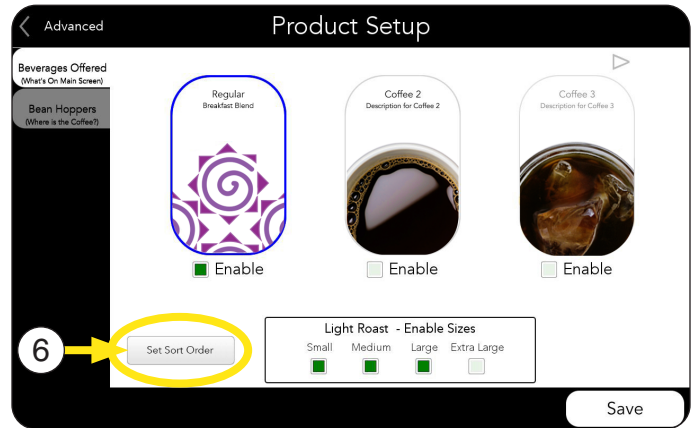 Advanced
Product Setup
Beverages Offered
(What's On Main Screen)
Bean Hoppers
(Where is the Coffee?)
Regular
Breakfast Blend
Coffee 2
Description for Coffee 2
Coffee 3
Description for Coffee 3
Enable
Enable
Enable
6
Set Sort Order
Light Roast - Enable Sizes
Small Medium Large Extra Large
Save